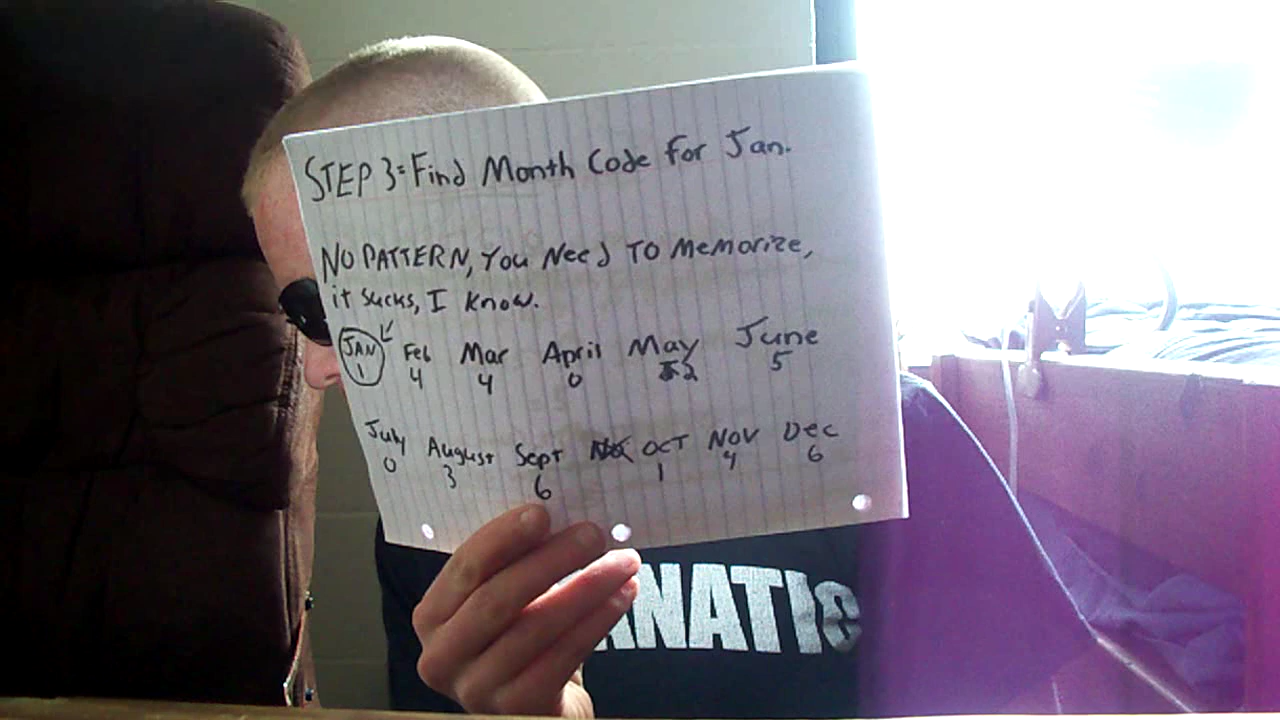 STEP 3: Find Month Code for Jan.
NO PATTERN, You Need TO Memorize,
it sucks, I know.
JAN Feb Mar April May June
1 4 4 0 2 5
July August Sept OCT NOV Dec
0 3 6 1 4 6
NATIC